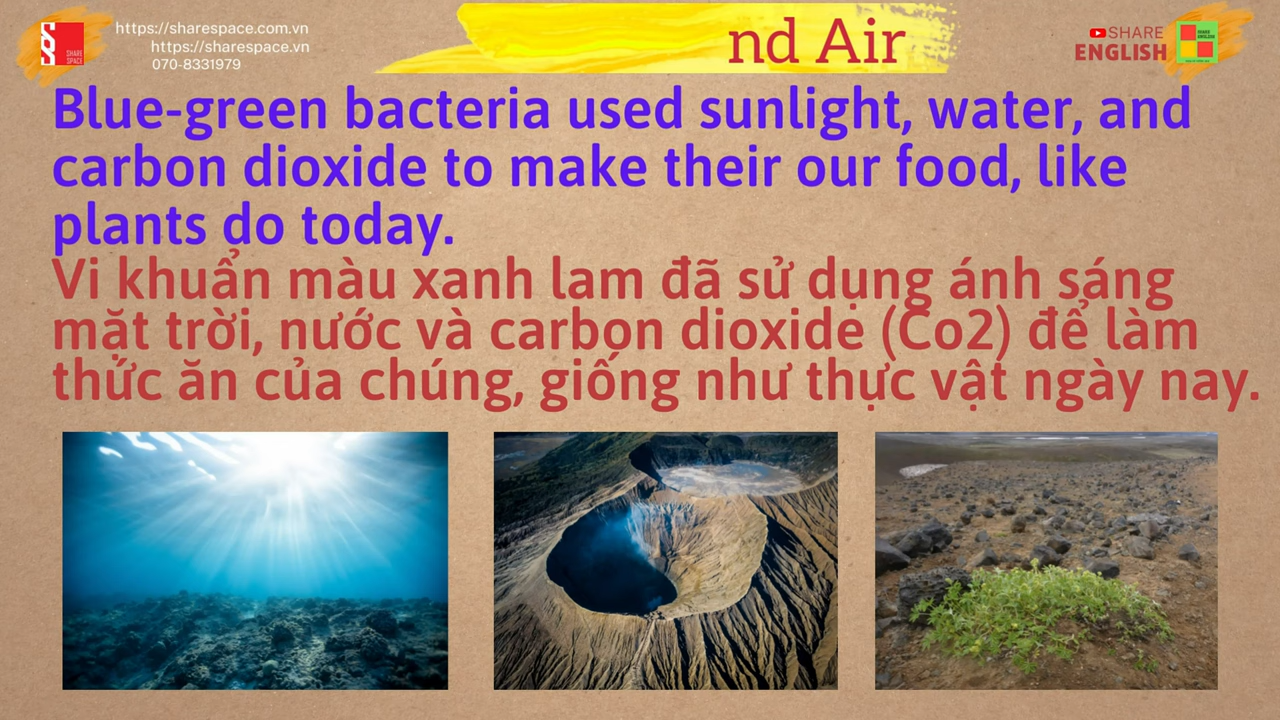 https://sharespace.com.vn
https://sharespace.vn
070-8331979
SHARE
SPACE
nd Air
SHARE
ENGLISH
Blue-green bacteria used sunlight, water, and
carbon dioxide to make their our food, like
plants do today.
Vi khuẩn màu xanh lam đã sử dụng ánh sáng
mặt trời, nước và carbon dioxide (Co2) để làm
thức ăn của chúng, giống như thực vật ngày nay.